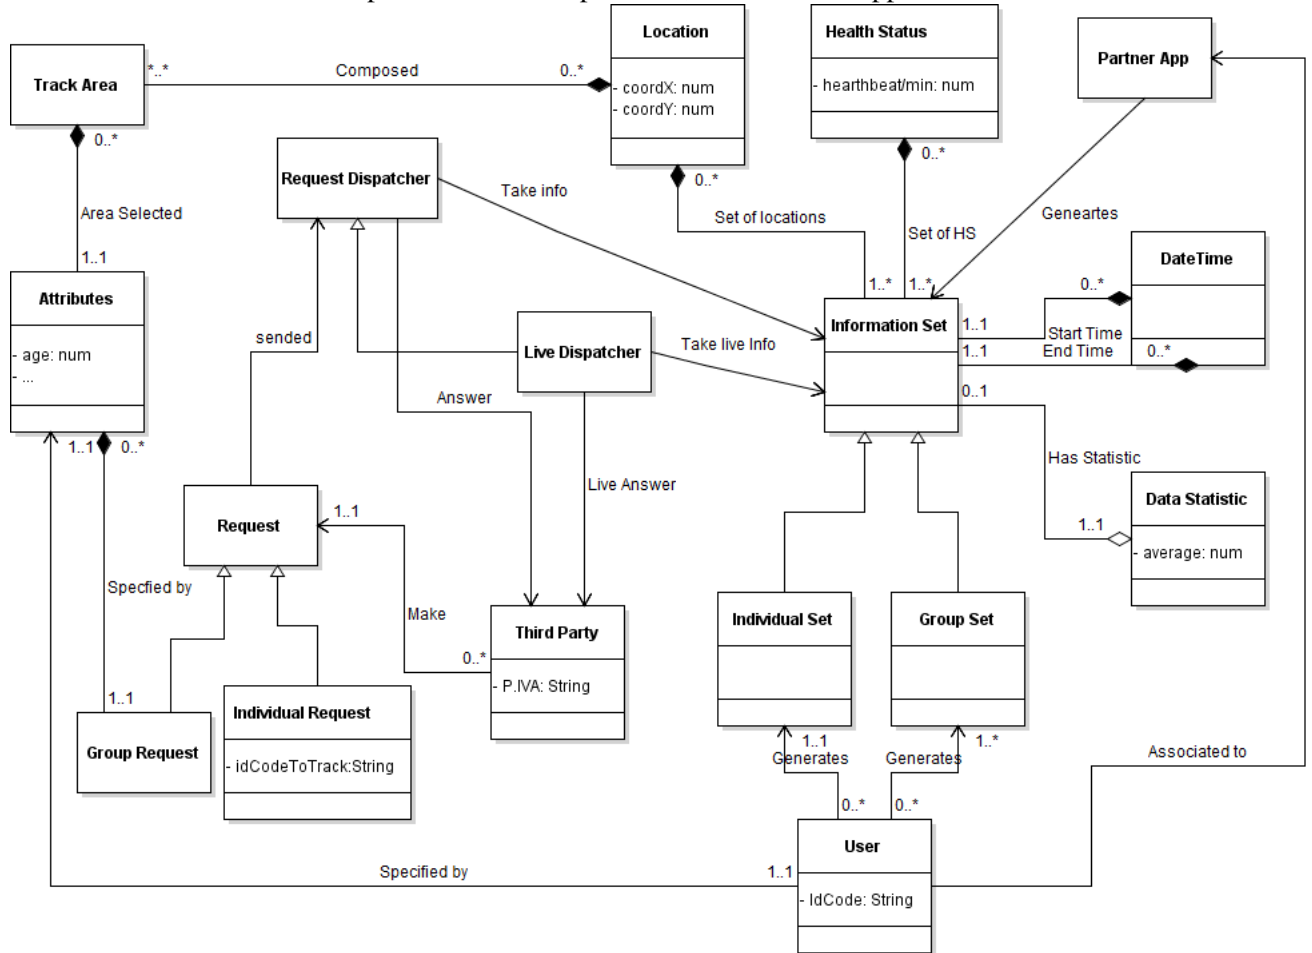 Location
- coordX: num
- coordY: num
Health Status
- hearthbeat/min: num
Partner App
Track Area
*..*
Composed
0..*
0..*
Request Dispatcher
Take info
0..*
Set of locations
0..*
Set of HS
Geneartes
DateTime
Area Selected
1..1
Attributes
- age: num
- ...
sended
Live Dispatcher
Take live Info
1..*
1..*
Information Set
0..*
1..1
Start Time
1..1
End Time
0..*
0..1
Answer
1..1
0..*
Has Statistic
Live Answer
Request
1..1
Data Statistic
- average: num
1..1
Specfied by
Make
0..*
Third Party
- P.IVA: String
Individual Set
Group Set
1..1
Group Request
Individual Request
- idCodeToTrack:String
1..1
Generates
1..*
Generates
Associated to
0..*
0..*
User
- IdCode: String
Specified by
1..1